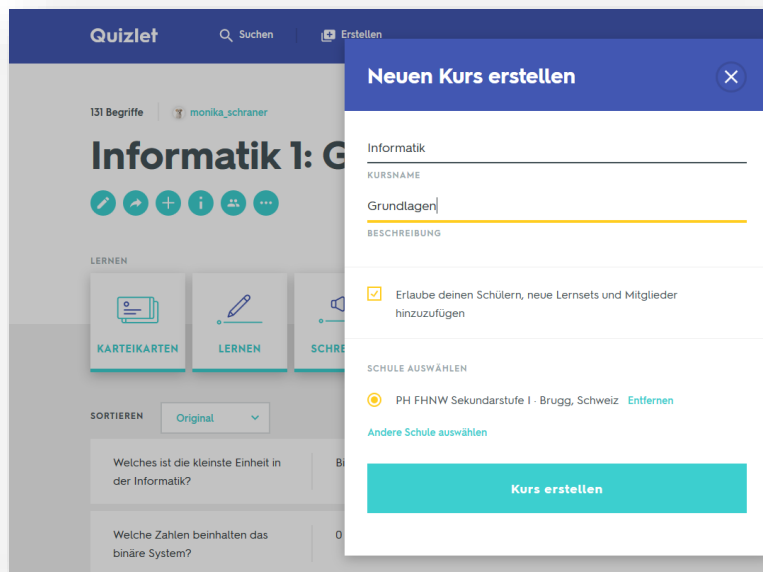 Quizlet
Suchen
Erstellen
131 Begriffe
monika_schraner
Informatik 1: G
LERNEN
KARTEIKARTEN
LERNEN
SCHRE
SORTIEREN
Original
Welches ist die kleinste Einheit in
der Informatik?
Bi
Welche Zahlen beinhalten das
binäre System?
0
Neuen Kurs erstellen
Informatik
KURSNAME
Grundlagen
BESCHREIBUNG
Erlaube deinen Schülern, neue Lernsets und Mitglieder
hinzuzufügen
SCHULE AUSWÄHLEN
PH FHNW Sekundarstufe I · Brugg, Schweiz Entfernen
Andere Schule auswählen
Kurs erstellen